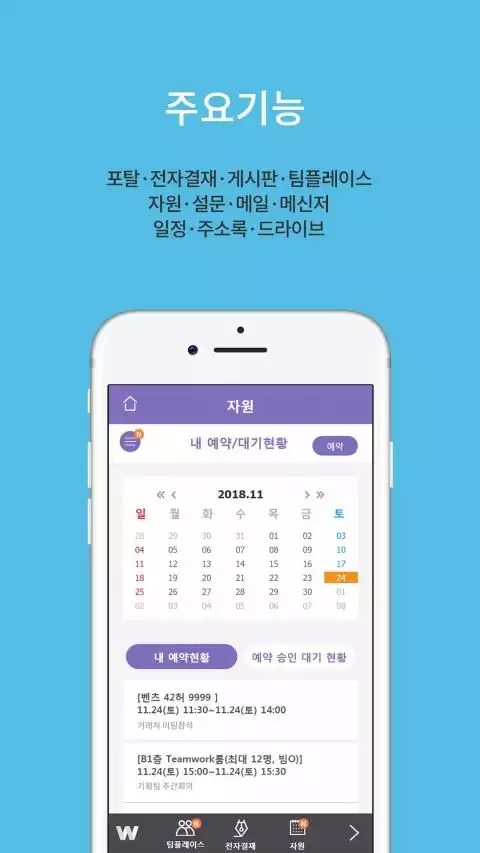 주요기능
포탈·전자결재·게시판·팀플레이스
자원·설문·메일·메신저
일정·주소록·드라이브
자원
N
내 예약/대기현황
예약
« ‹ 2018.11 › »
일 월 화 수 목 금 토
28 29 30 31 01 02 03
04 05 06 07 08 09 10
11 12 13 14 15 16 17
18 19 20 21 22 23 24
25 26 27 28 29 30 01
02 03 04 05 06 07 08
내 예약현황
예약 승인 대기 현황
[벤츠 42허 9999 ]
11.24(토) 11:30~11.24(토) 14:00
거래처 미팅참석
[B1층 Teamwork룸(최대 12명, 빔O)]
11.24(토) 15:00~11.24(토) 15:30
기획팀 주간회의
W
N
N
팀플레이스 전자결재 자원